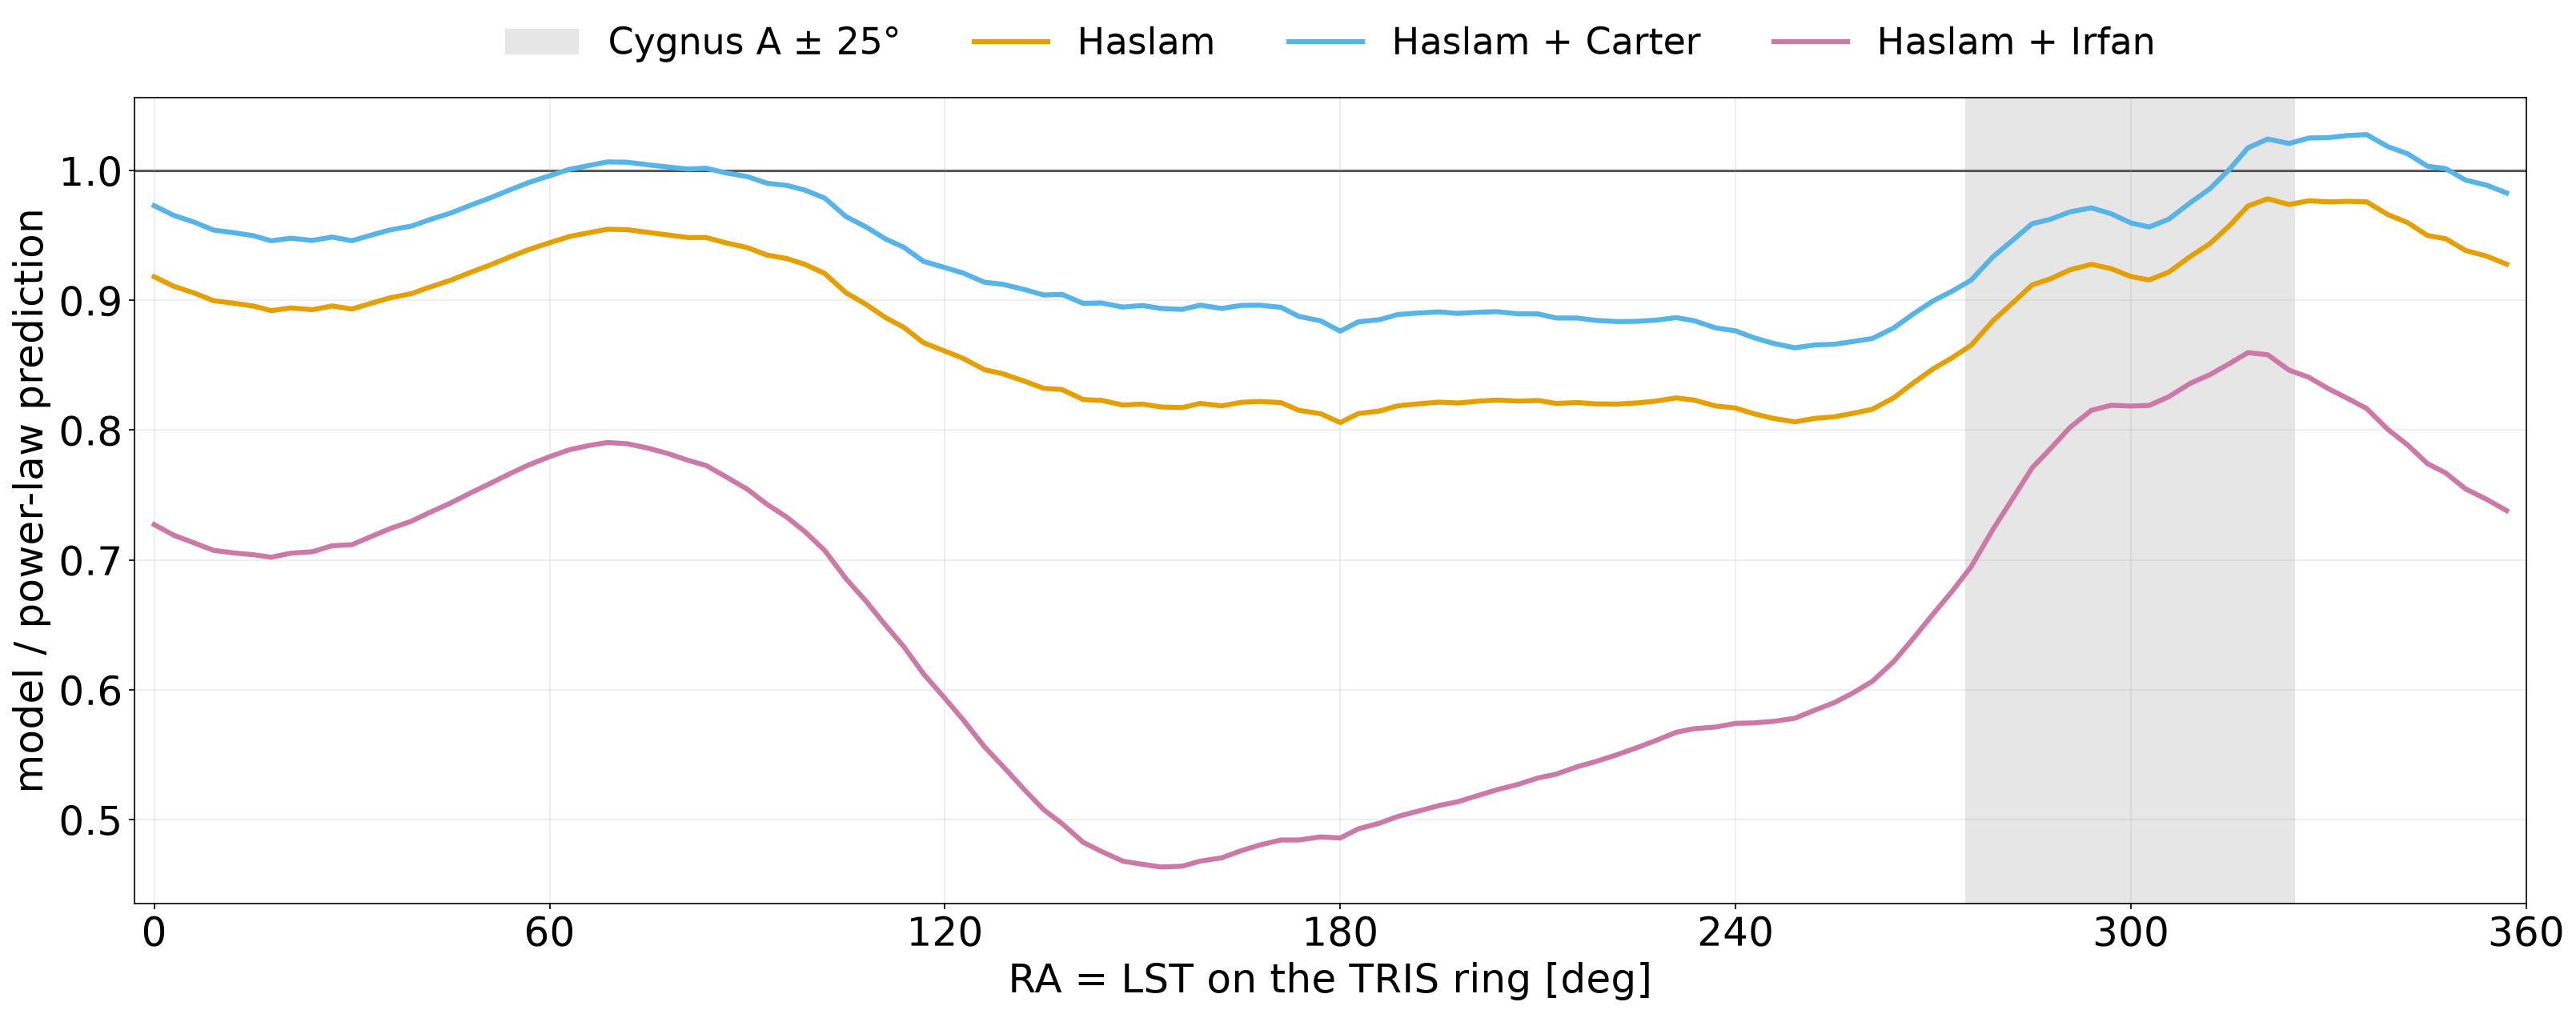 Cygnus A ± 25°
Haslam
Haslam + Carter
Haslam + Irfan
model / power-law prediction
1.0
0.9
0.8
0.7
0.6
0.5
0
60
120
180
240
300
360
RA = LST on the TRIS ring [deg]